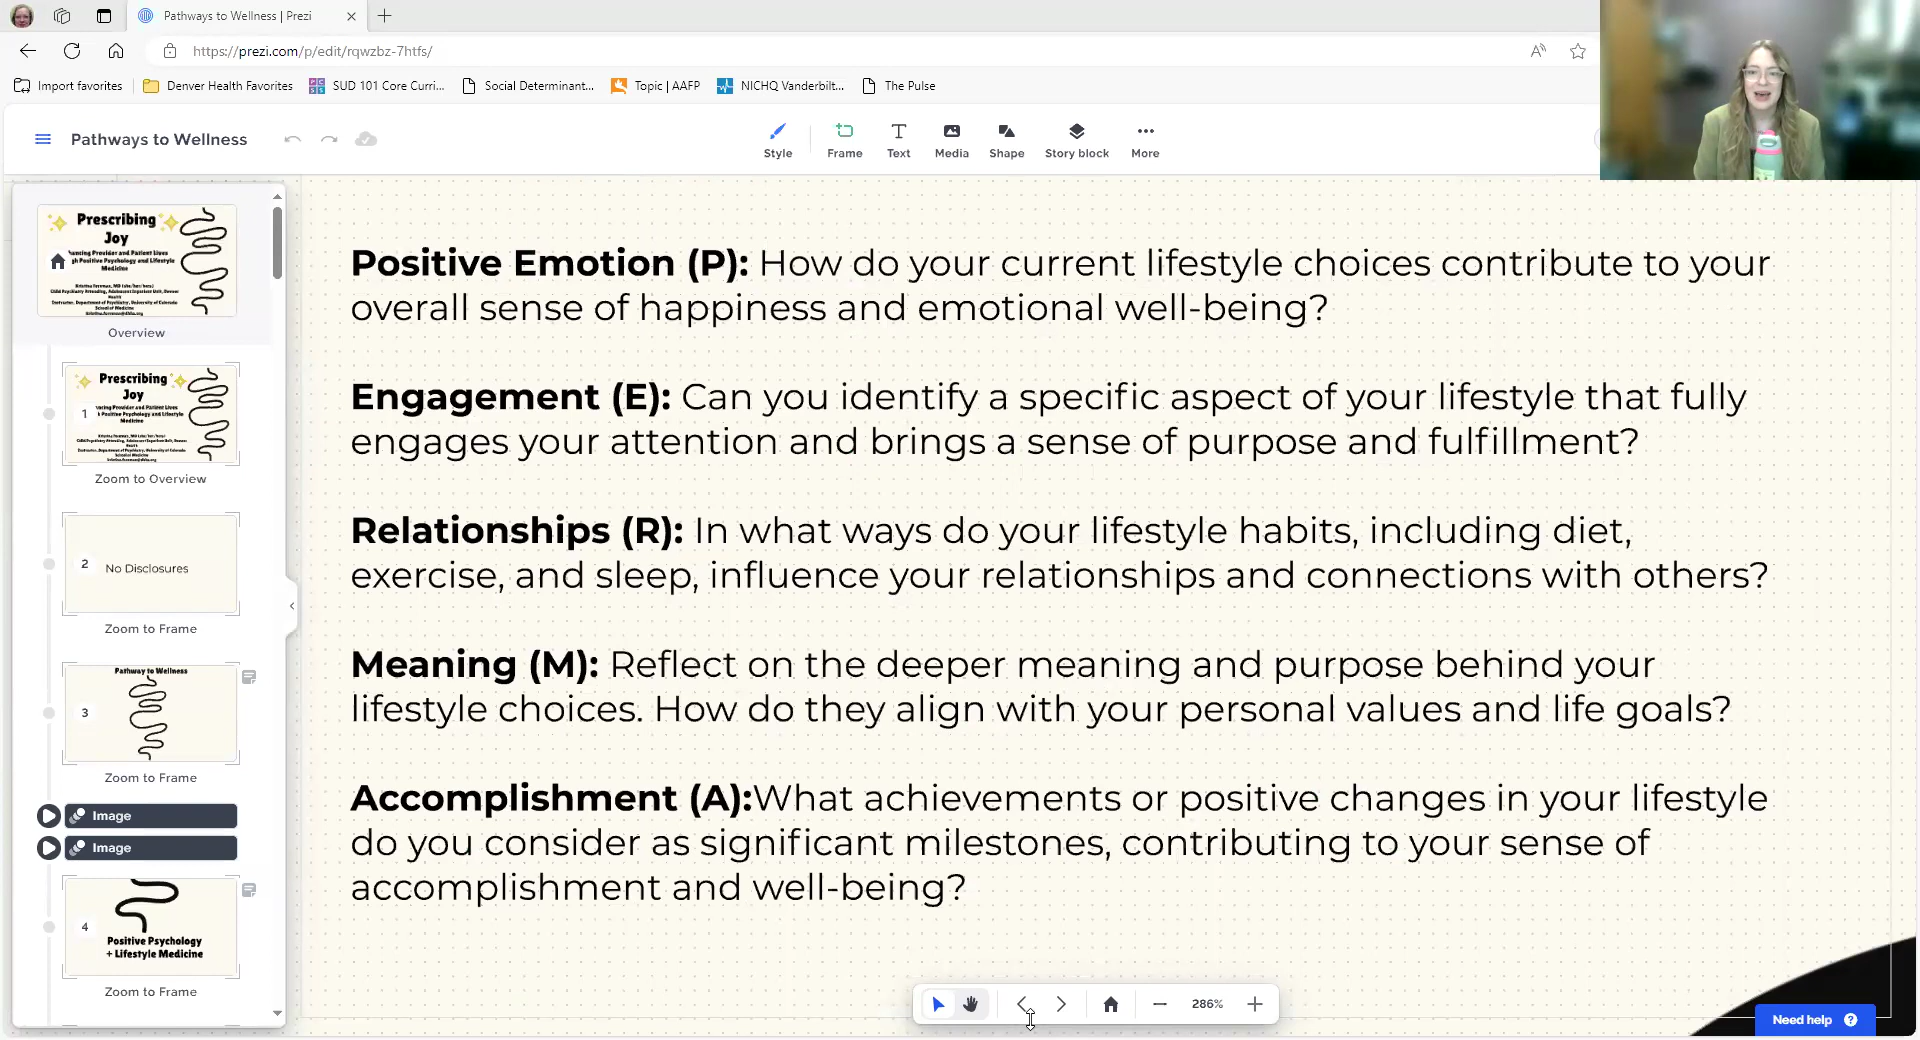 Pathways to Wellness | Prezi
https://prezi.com/p/edit/rqwzbz-7htfs/
Import favorites
Denver Health Favorites
SUD 101 Core Curri...
Social Determinant...
Topic | AAFP
NICHQ Vanderbilt...
The Pulse
Pathways to Wellness
Style
Frame
Text
Media
Shape
Story block
More
Prescribing
Joy
Overview
1
Prescribing
Joy
Zoom to Overview
2
No Disclosures
Zoom to Frame
Pathway to Wellness
3
Zoom to Frame
Image
Image
4
Positive Psychology
+ Lifestyle Medicine
Zoom to Frame
Positive Emotion (P): How do your current lifestyle choices contribute to your
overall sense of happiness and emotional well-being?
Engagement (E): Can you identify a specific aspect of your lifestyle that fully
engages your attention and brings a sense of purpose and fulfillment?
Relationships (R): In what ways do your lifestyle habits, including diet,
exercise, and sleep, influence your relationships and connections with others?
Meaning (M): Reflect on the deeper meaning and purpose behind your
lifestyle choices. How do they align with your personal values and life goals?
Accomplishment (A):What achievements or positive changes in your lifestyle
do you consider as significant milestones, contributing to your sense of
accomplishment and well-being?
286%
Need help ?